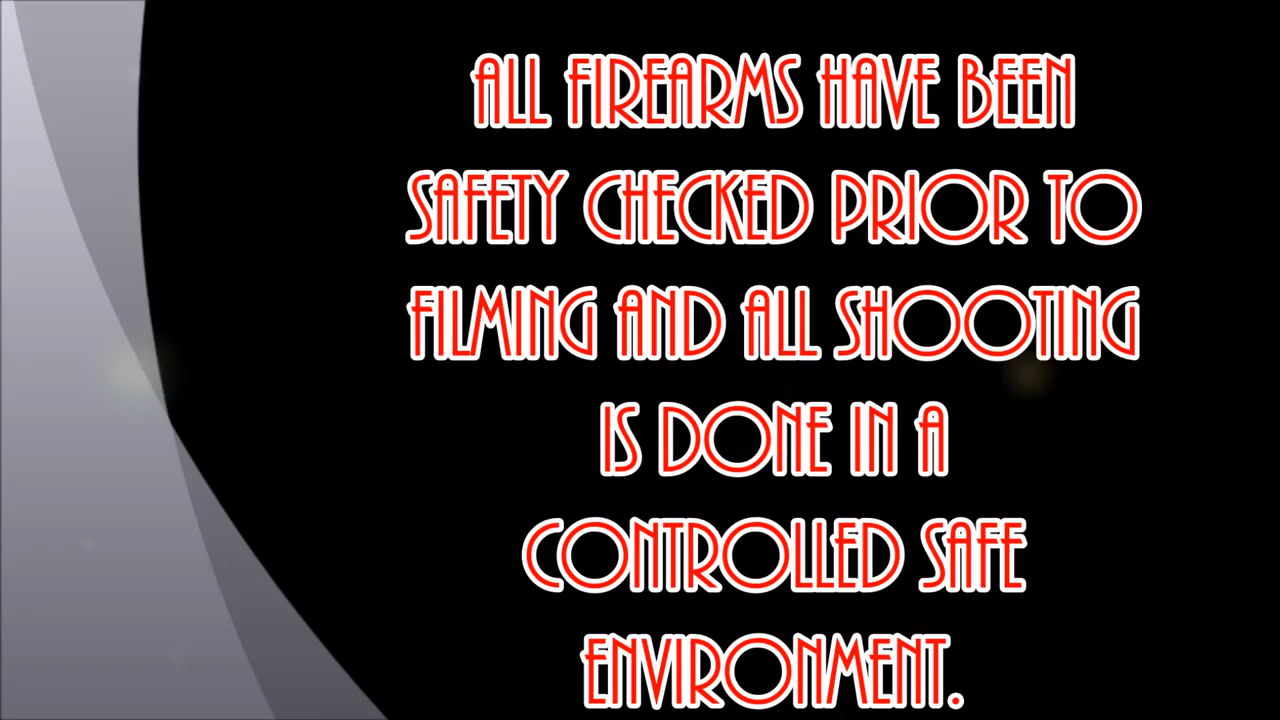 ALL FIREARMS HAVE BEEN
SAFETY CHECKED PRIOR TO
FILMING AND ALL SHOOTING
IS DONE IN A
CONTROLLED SAFE
ENVIRONMENT.